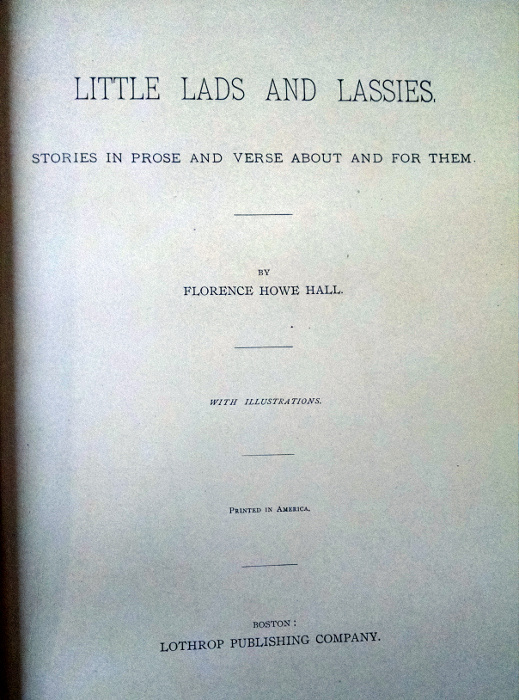 LITTLE LADS AND LASSIES.
STORIES IN PROSE AND VERSE ABOUT AND FOR THEM.
BY
FLORENCE HOWE HALL.
WITH ILLUSTRATIONS.
PRINTED IN AMERICA.
BOSTON:
LOTHROP PUBLISHING COMPANY.